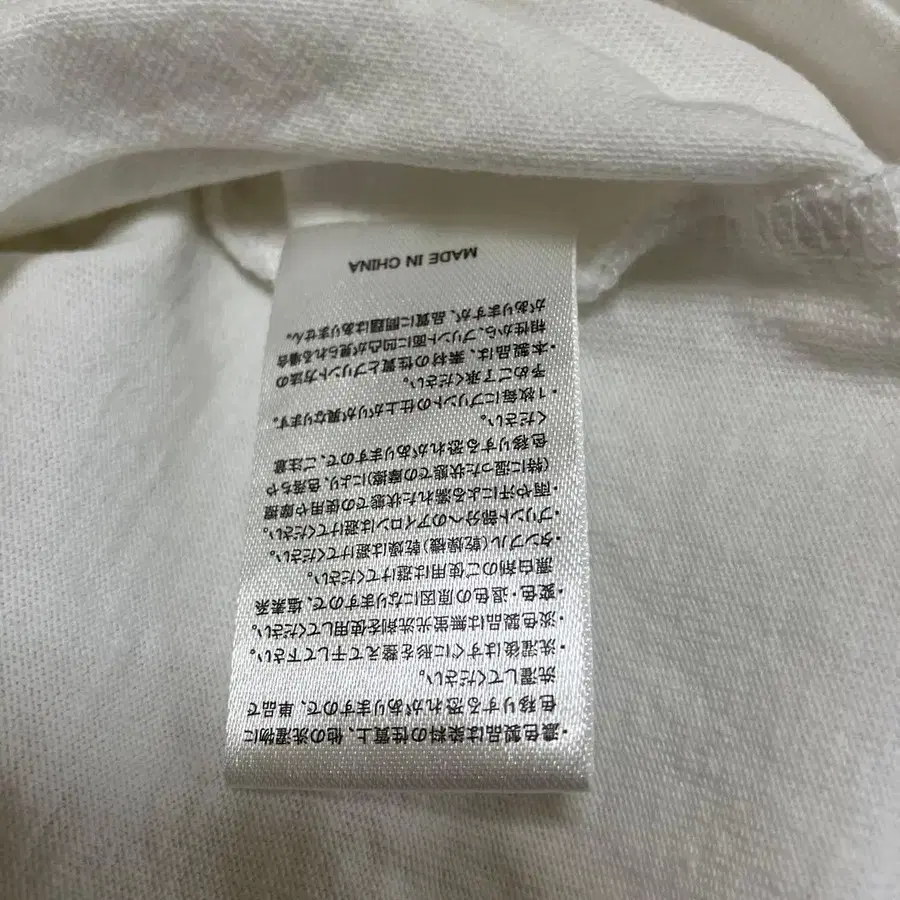 ・濃色製品は染料の性質上、他の洗濯物に
色移りする恐れがありますので、単品で
洗濯してください。
・洗濯後はすぐに形を整えて干して下さい。
・淡色製品は無蛍光洗剤を使用してください。
・変色・退色の原因になりますので、塩素系
漂白剤のご使用は避けてください。
・タンブル(乾燥機)乾燥は避けてください。
・プリント部分へのアイロンは避けてください。
・雨や汗による濡れた状態での使用や摩擦
(特に湿った状態での摩擦)により、色落ちや
色移りする恐れがありますので、ご注意
ください。
・1枚毎にプリントの仕上がりが異なります。
予めご了承ください。
・本製品は、素材の性質とプリント方法の
相性から、プリント面に凹凸が見られる場合
がありますが、品質に問題はありません。
MADE IN CHINA